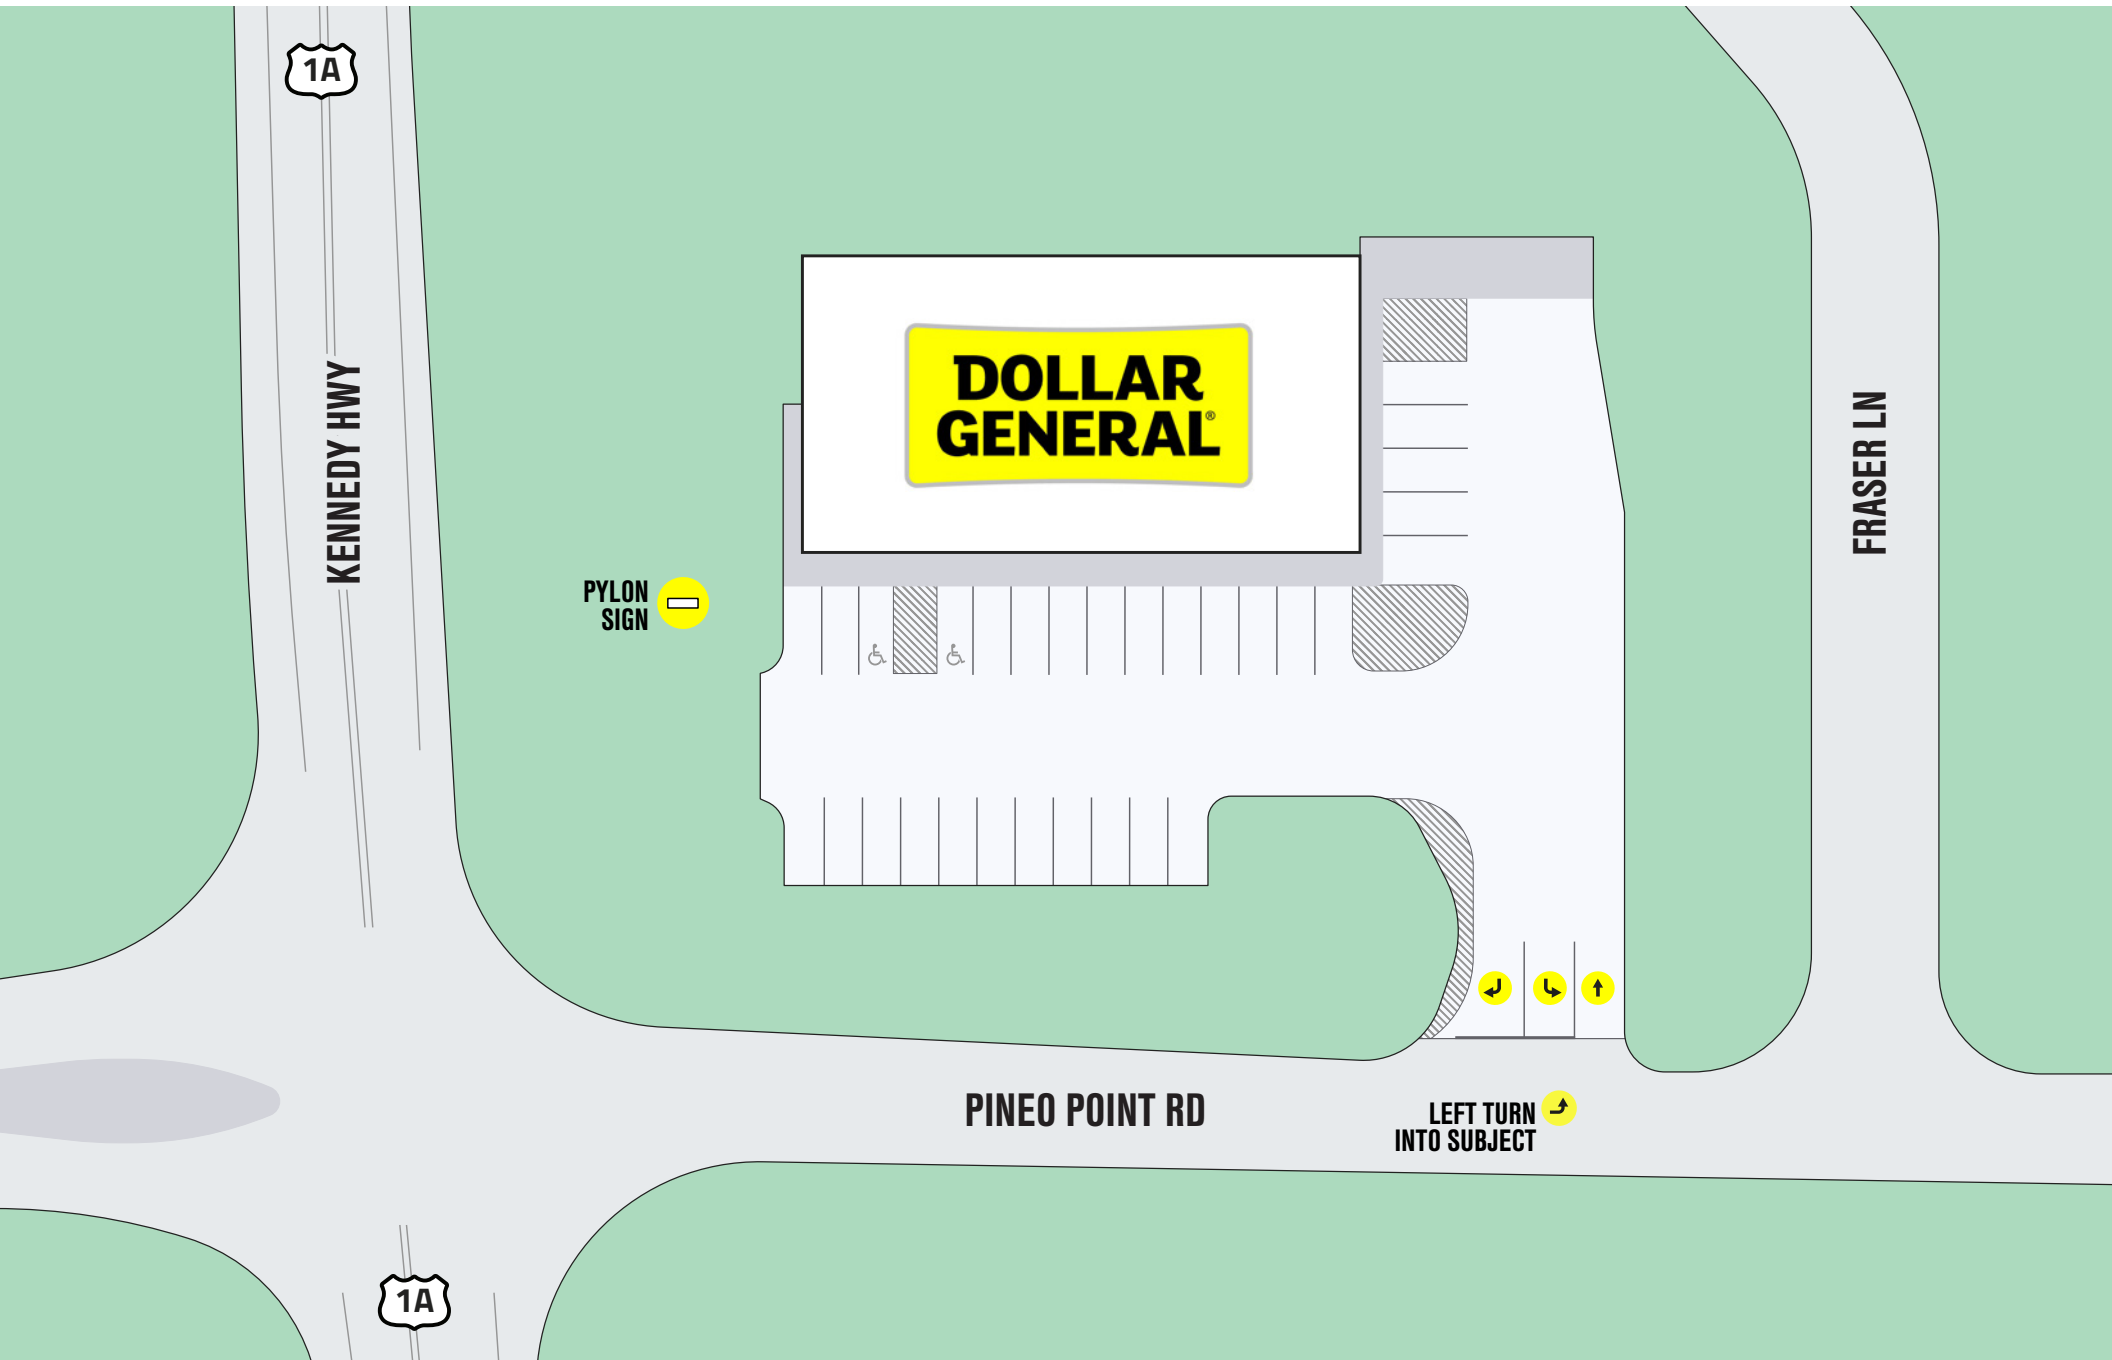 1A
KENNEDY HWY
DOLLAR
GENERAL®
FRASER LN
PYLON
SIGN
PINEO POINT RD
LEFT TURN
INTO SUBJECT
1A